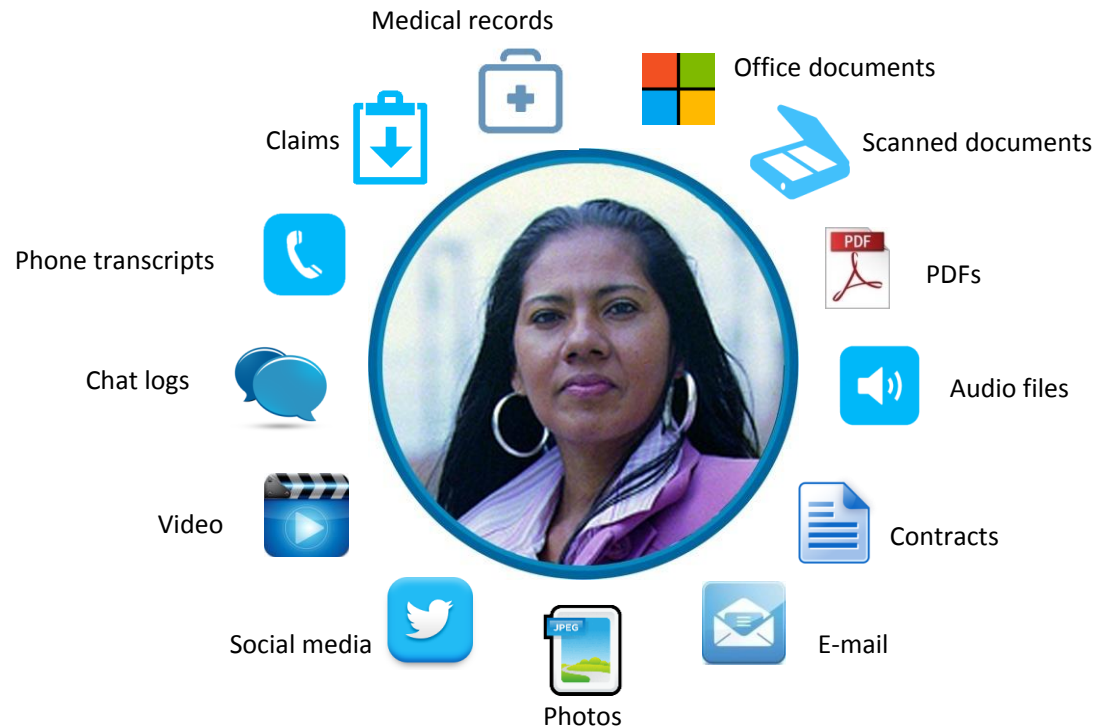 Medical records
Office documents
Claims
Scanned documents
Phone transcripts
PDF
PDFs
Chat logs
Audio files
Video
Contracts
Social media
JPEG
E-mail
Photos